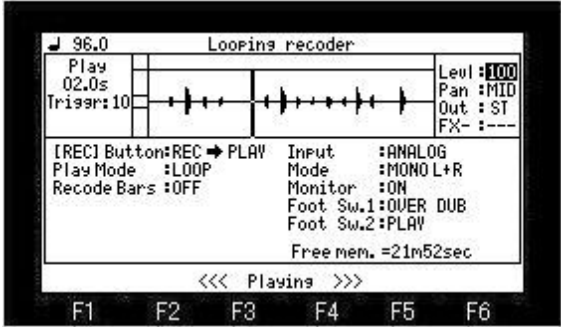 ♩ 96.0 Looping recoder
Play
02.0s
Triggr:10
Levl :100
Pan :MID
Out : ST
FX- :---
[REC] Button:REC ➡ PLAY
Play Mode :LOOP
Recode Bars :OFF
Input :ANALOG
Mode :MONO L+R
Monitor :ON
Foot Sw.1:OVER DUB
Foot Sw.2:PLAY
Free mem. =21m52sec
<<< Playing >>>
F1 F2 F3 F4 F5 F6